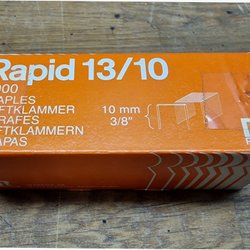 Rapid 13/10
000
APLES
FTKLAMMER
RAFES
FTKLAMMERN
APAS
10 mm
3/8"
R